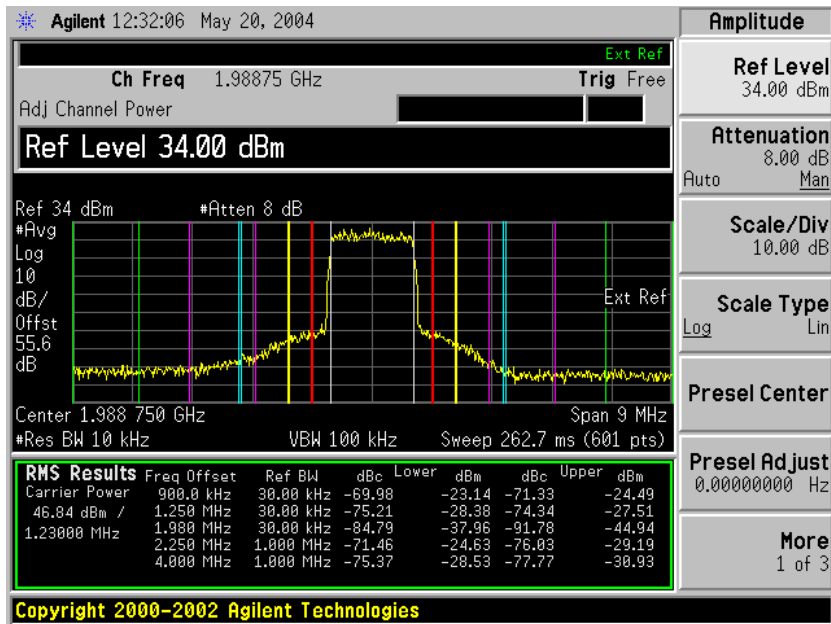 Agilent 12:32:06 May 20, 2004
Ext Ref
Ch Freq 1.98875 GHz Trig Free
Adj Channel Power
Ref Level 34.00 dBm
Ref 34 dBm #Atten 8 dB
#Avg
Log
10
dB/
Offst
55.6
dB
Ext Ref
Center 1.988 750 GHz Span 9 MHz
#Res BW 10 kHz VBW 100 kHz Sweep 262.7 ms (601 pts)
RMS Results Freq Offset Ref BW dBc Lower dBm dBc Upper dBm
Carrier Power 900.0 kHz 30.00 kHz -69.98 -23.14 -71.33 -24.49
46.84 dBm / 1.250 MHz 30.00 kHz -75.21 -28.38 -74.34 -27.51
1.23000 MHz 1.980 MHz 30.00 kHz -84.79 -37.96 -91.78 -44.94
2.250 MHz 1.000 MHz -71.46 -24.63 -76.03 -29.19
4.000 MHz 1.000 MHz -75.37 -28.53 -77.77 -30.93
Copyright 2000-2002 Agilent Technologies
Amplitude
Ref Level
34.00 dBm
Attenuation
8.00 dB
Auto Man
Scale/Div
10.00 dB
Scale Type
Log Lin
Presel Center
Presel Adjust
0.00000000 Hz
More
1 of 3